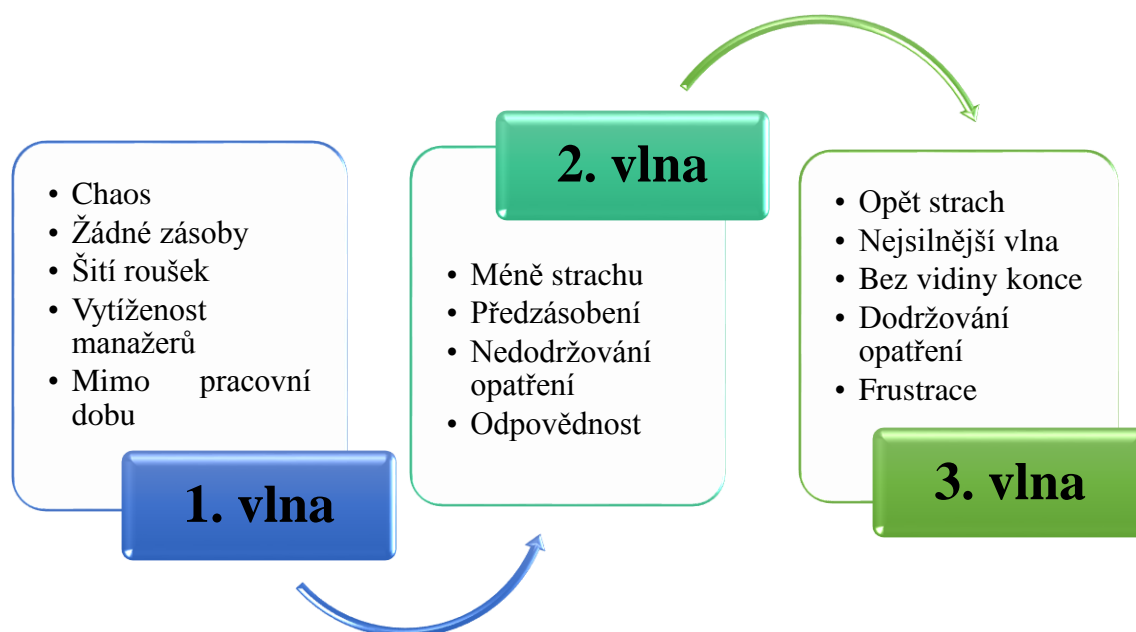 • Chaos
• Žádné zásoby
• Šití roušek
• Vytíženost
manažerů
• Mimo pracovní
dobu
1. vlna
2. vlna
• Méně strachu
• Předzásobení
• Nedodržování
opatření
• Odpovědnost
• Opět strach
• Nejsilnější vlna
• Bez vidiny konce
• Dodržování
opatření
• Frustrace
3. vlna